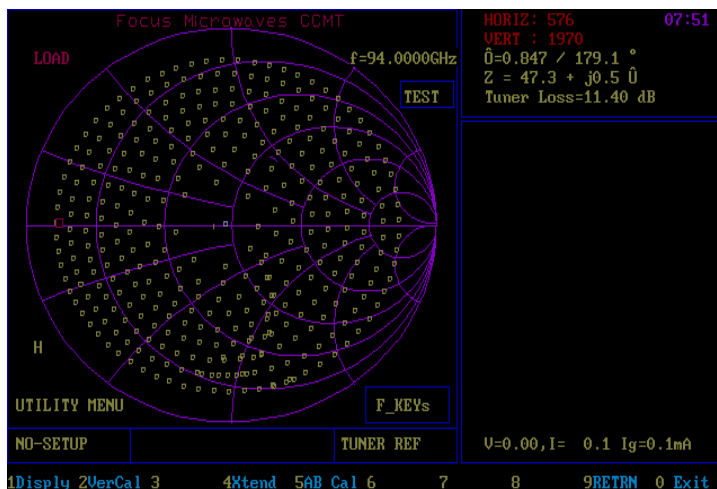 Focus Microwaves CCMT
HORIZ: 576 07:51
VERT : 1970
LOAD
f=94.0000GHz
Ô=0.847 / 179.1 °
Z = 47.3 + j0.5 Û
TEST
Tuner Loss=11.40 dB
H
UTILITY MENU
F_KEYs
NO-SETUP
TUNER REF
V=0.00,I= 0.1 Ig=0.1mA
1Disply 2VerCal 3 4Xtend 5AB Cal 6 7 8 9RETRN 0 Exit